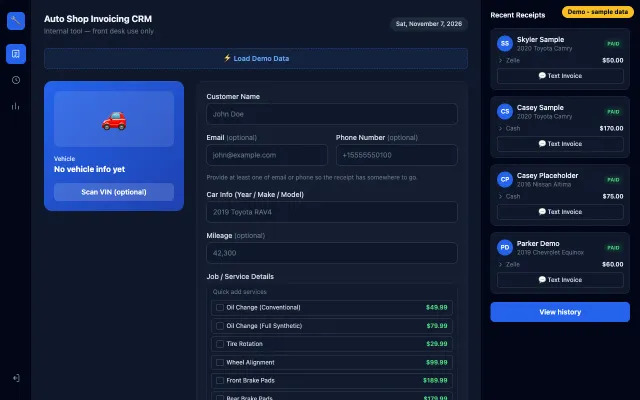 Auto Shop Invoicing CRM
Internal tool — front desk use only
Sat, November 7, 2026
⚡ Load Demo Data
Vehicle
No vehicle info yet
Scan VIN (optional)
Customer Name
John Doe
Email (optional)
Phone Number (optional)
john@example.com
+15555550100
Provide at least one of email or phone so the receipt has somewhere to go.
Car Info (Year / Make / Model)
2019 Toyota RAV4
Mileage (optional)
42,300
Job / Service Details
Quick add services
Oil Change (Conventional) $49.99
Oil Change (Full Synthetic) $79.99
Tire Rotation $29.99
Wheel Alignment $99.99
Front Brake Pads $189.99
Rear Brake Pads $179.99
Recent Receipts
Demo - sample data
SS
Skyler Sample
2020 Toyota Camry
PAID
Zelle $50.00
Text Invoice
CS
Casey Sample
2020 Toyota Camry
PAID
Cash $170.00
Text Invoice
CP
Casey Placeholder
2016 Nissan Altima
PAID
Cash $75.00
Text Invoice
PD
Parker Demo
2019 Chevrolet Equinox
PAID
Zelle $60.00
Text Invoice
View history